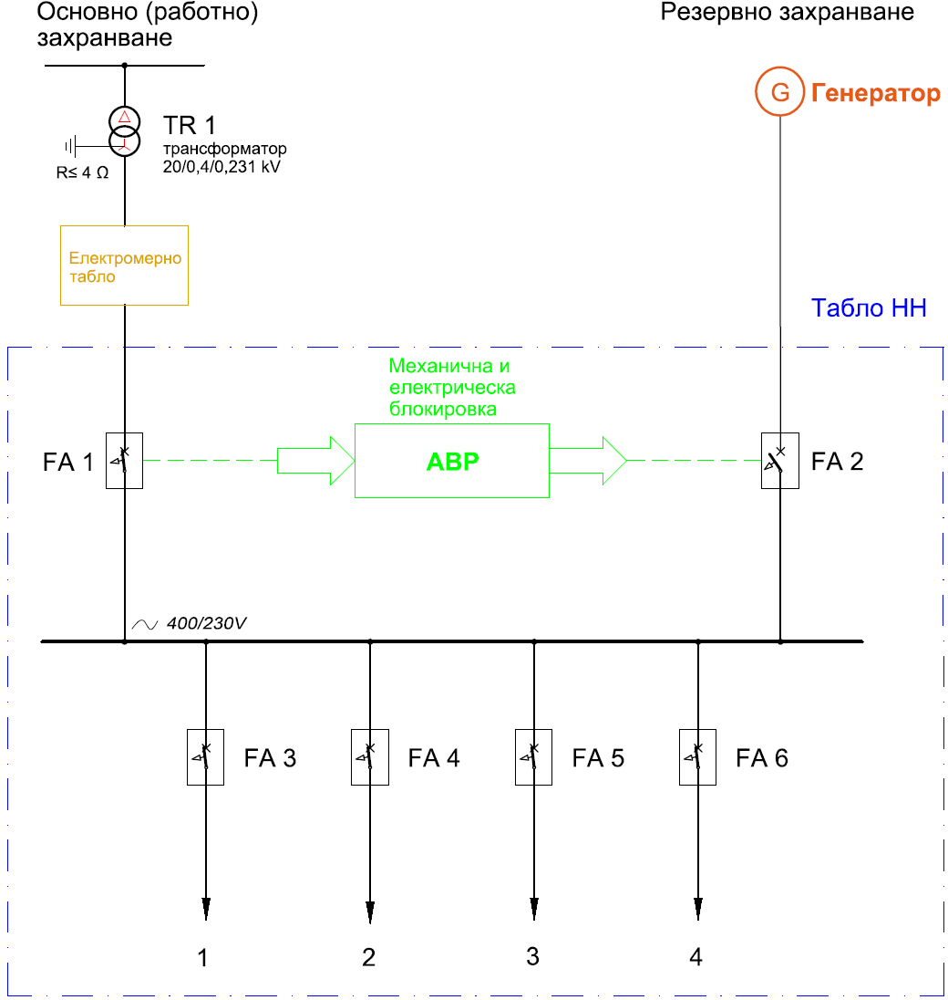 Основно (работно)
захранване
Резервно захранване
G
Генератор
TR 1
трансформатор
20/0,4/0,231 kV
R≤ 4 Ω
Електромерно
табло
Табло НН
Механична и
електрическа
блокировка
FA 1
АВР
FA 2
400/230V
FA 3
FA 4
FA 5
FA 6
1
2
3
4